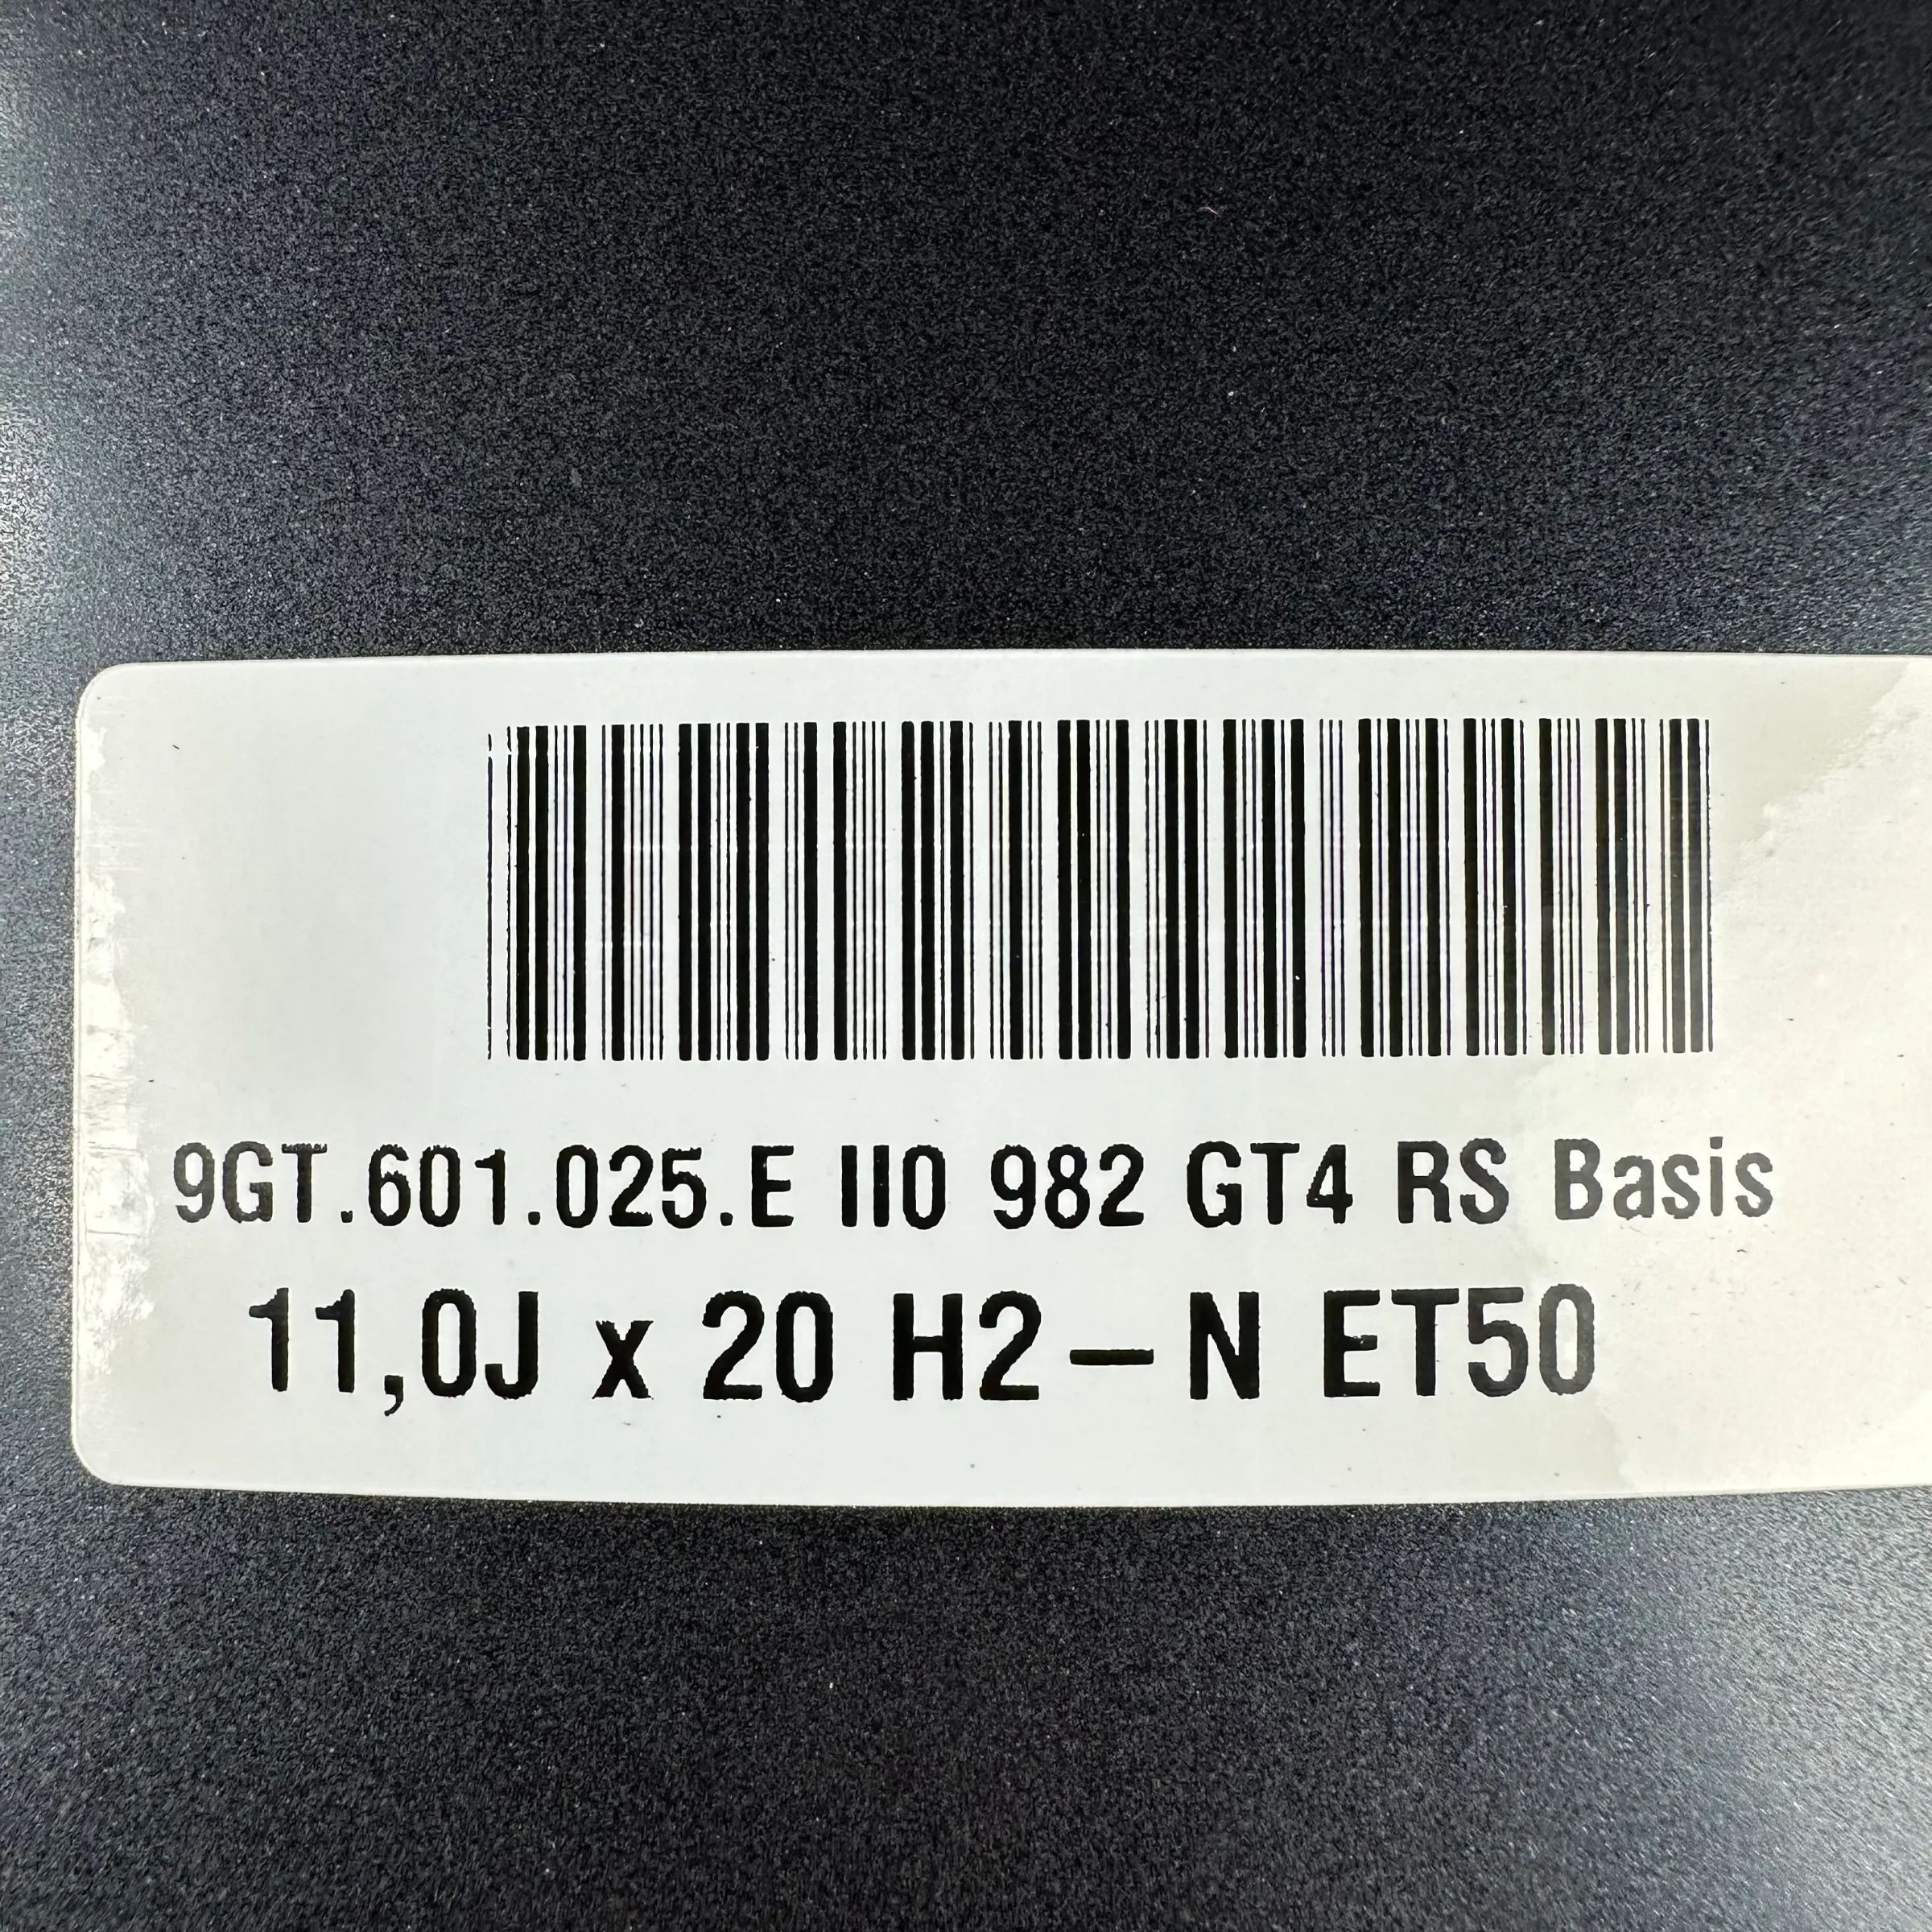 9GT.601.025.E II0 982 GT4 RS Basis
11,0J x 20 H2-N ET50